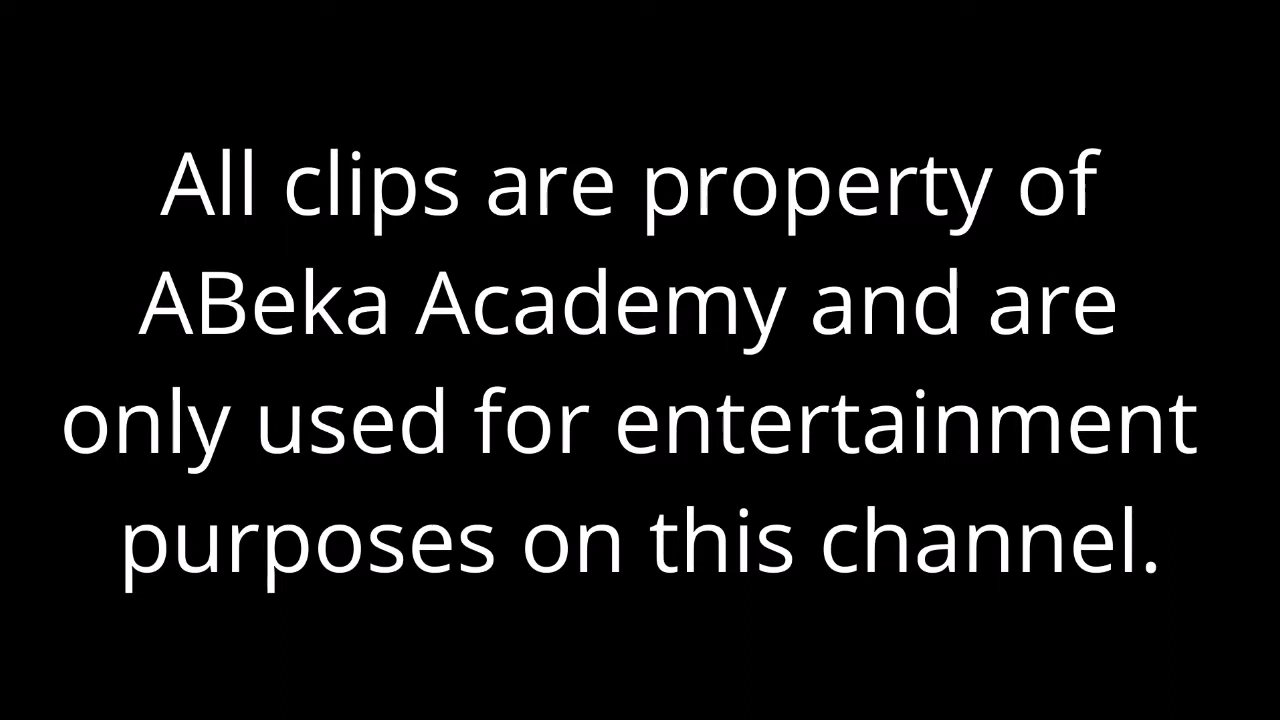 All clips are property of
ABeka Academy and are
only used for entertainment
purposes on this channel.